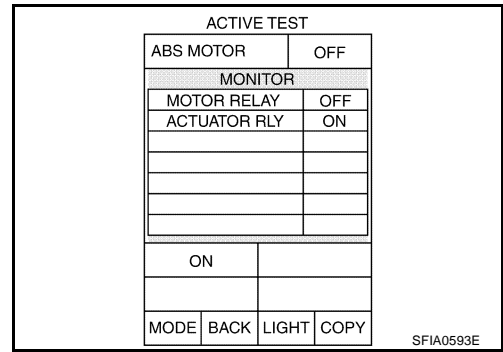 ACTIVE TEST
ABS MOTOR OFF
MONITOR
MOTOR RELAY OFF
ACTUATOR RLY ON
ON
MODE BACK LIGHT COPY
SFIA0593E